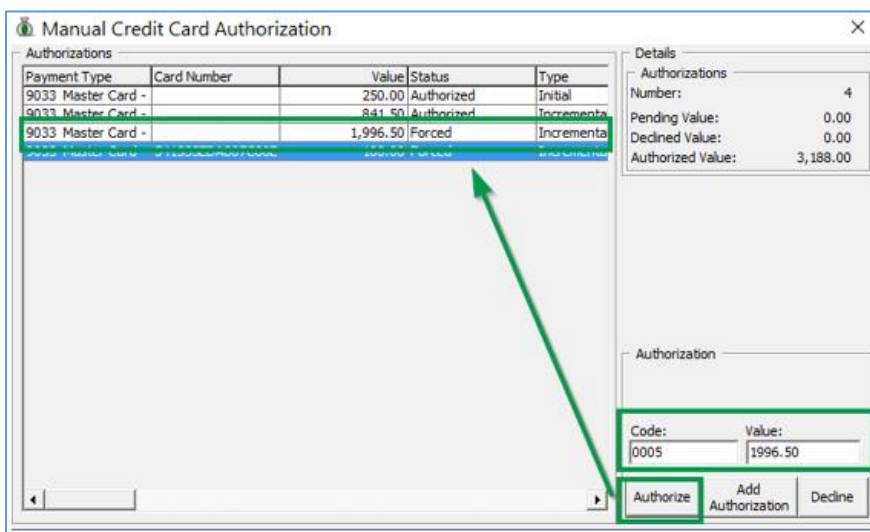 Manual Credit Card Authorization
Authorizations
Payment Type Card Number Value Status Type
9033 Master Card - 250.00 Authorized Initial
9033 Master Card - 841.50 Authorized Incrementa
9033 Master Card - 1,996.50 Forced Incrementa
Details
Authorizations
Number: 4
Pending Value: 0.00
Declined Value: 0.00
Authorized Value: 3,188.00
Authorization
Code: Value:
0005 1996.50
Authorize Add Authorization Decline